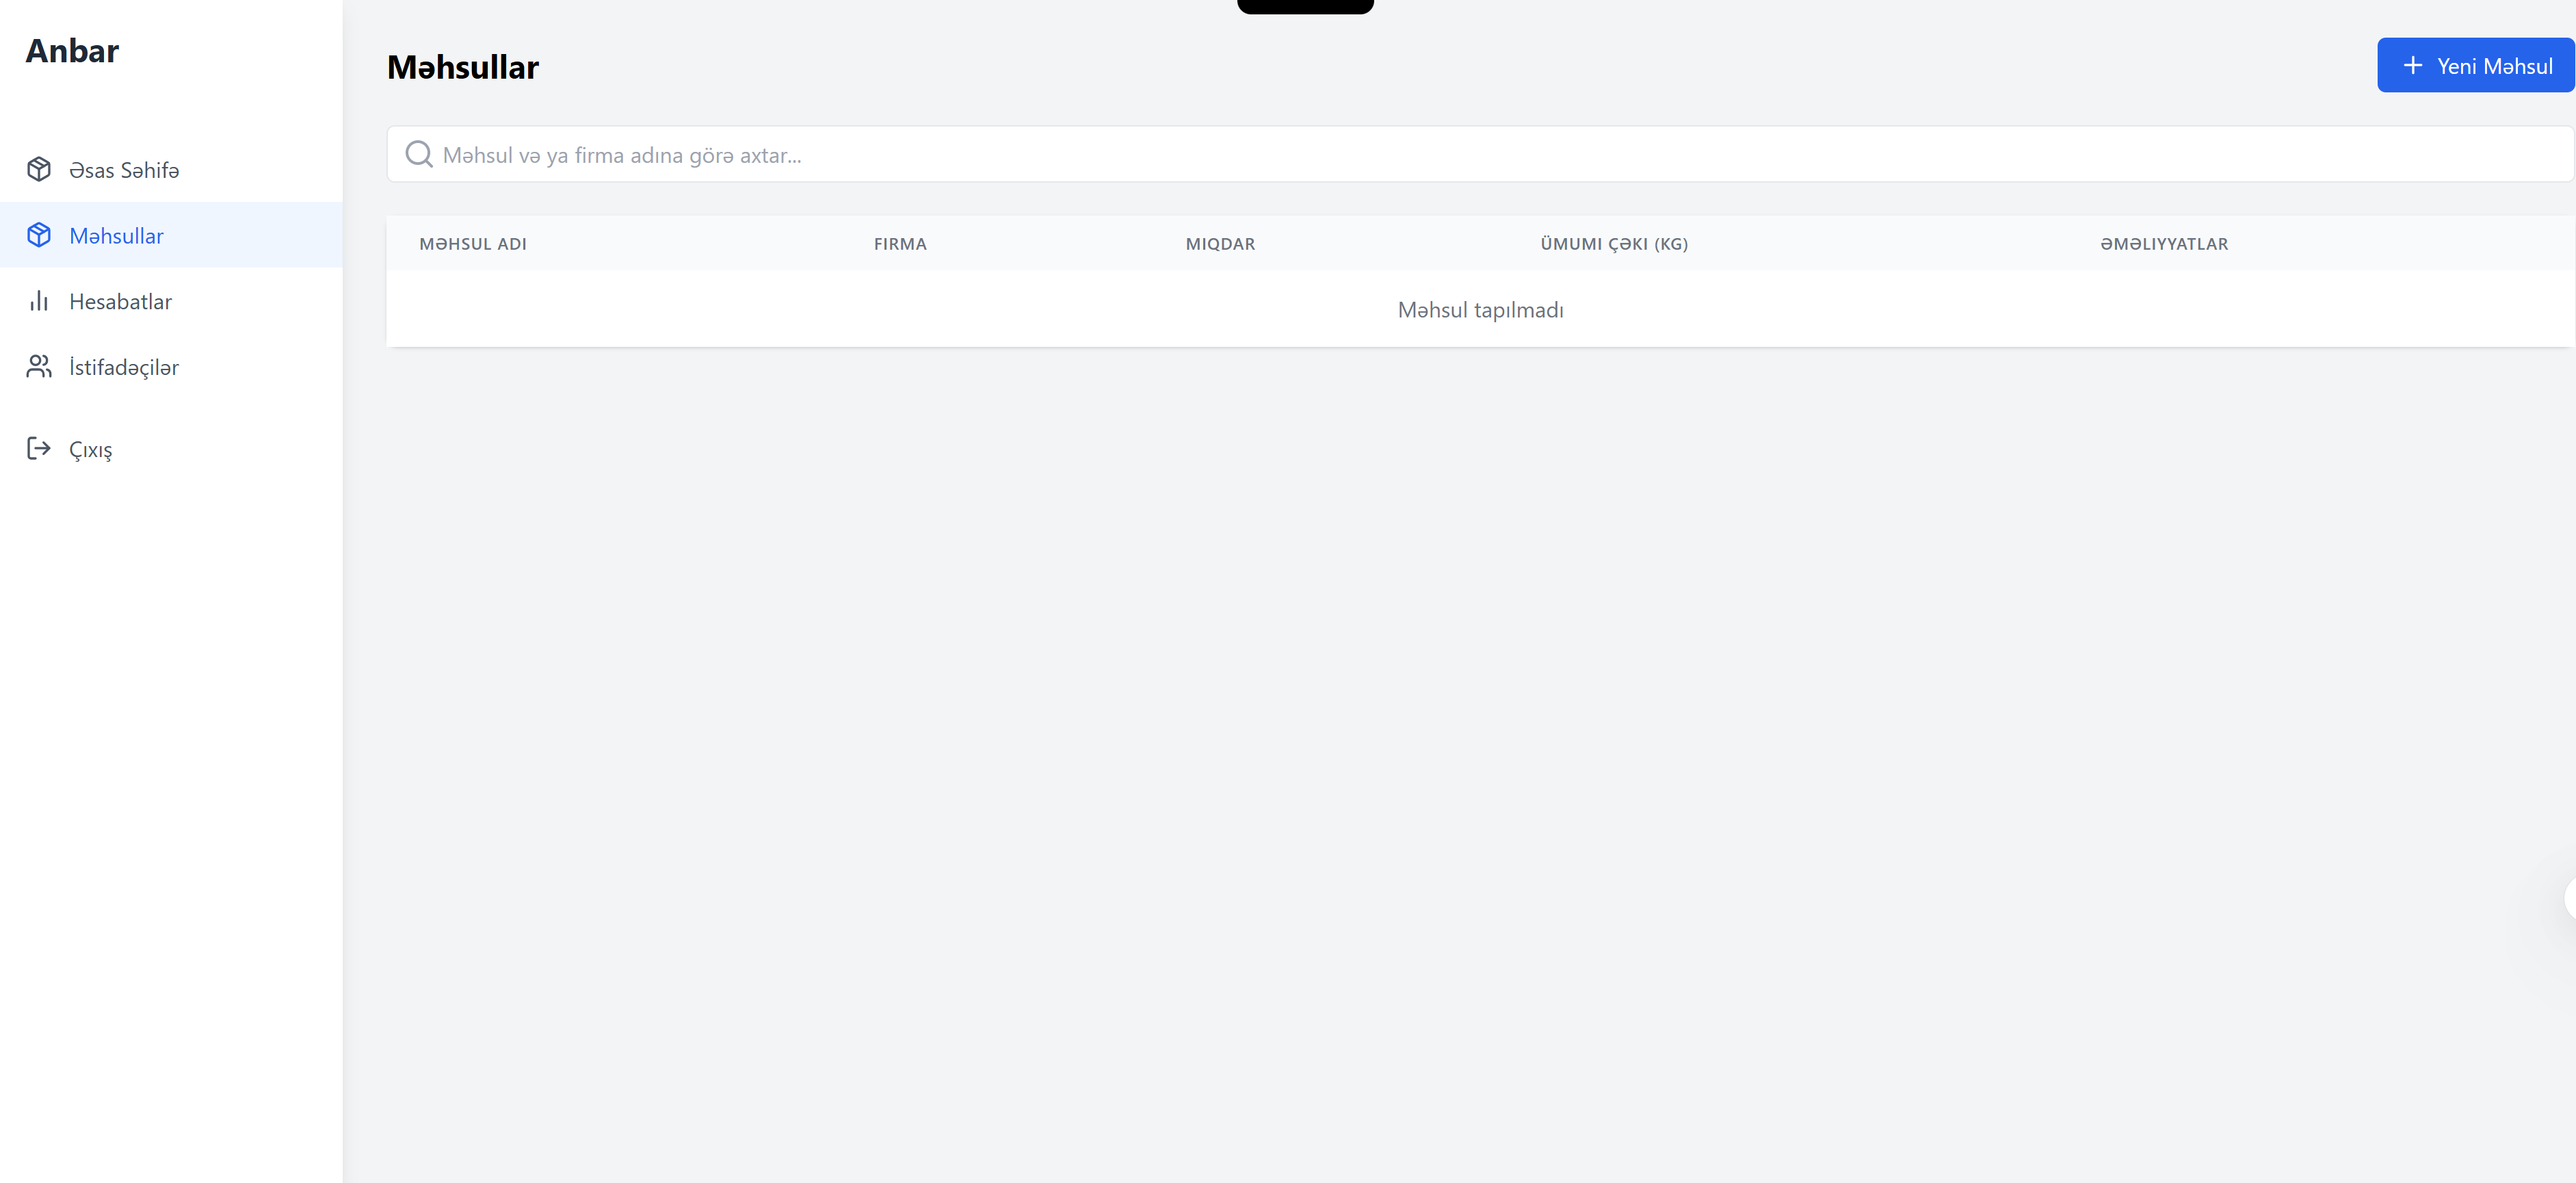 Anbar
Əsas Səhifə
Məhsullar
Hesabatlar
İstifadəçilər
Çıxış
Məhsullar
Yeni Məhsul
Məhsul və ya firma adına görə axtar...
MƏHSUL ADI FIRMA MIQDAR ÜMUMI ÇƏKI (KG) ƏMƏLIYYATLAR
Məhsul tapılmadı